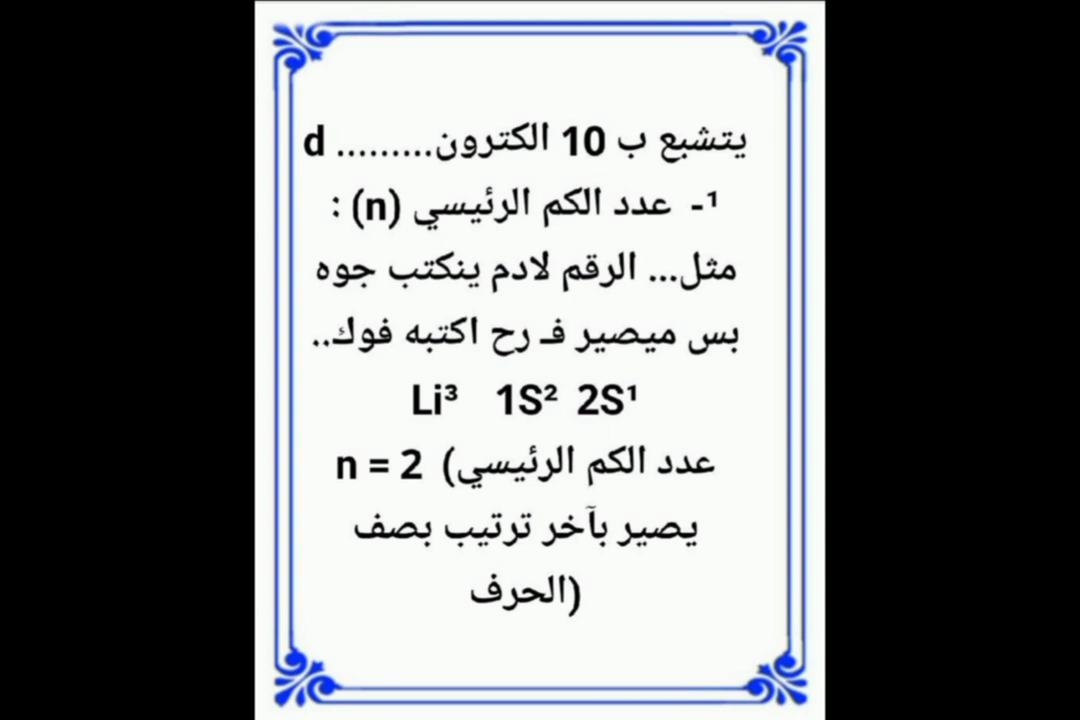 يتشبع ب 10 الكترون......... d
¹- عدد الكم الرئيسي (n) :
مثل... الرقم لادم ينكتب جوه
بس ميصير فـ رح اكتبه فوك..
Li³ 1S² 2S¹
n = 2 (عدد الكم الرئيسي
يصير بآخر ترتيب بصف
الحرف)